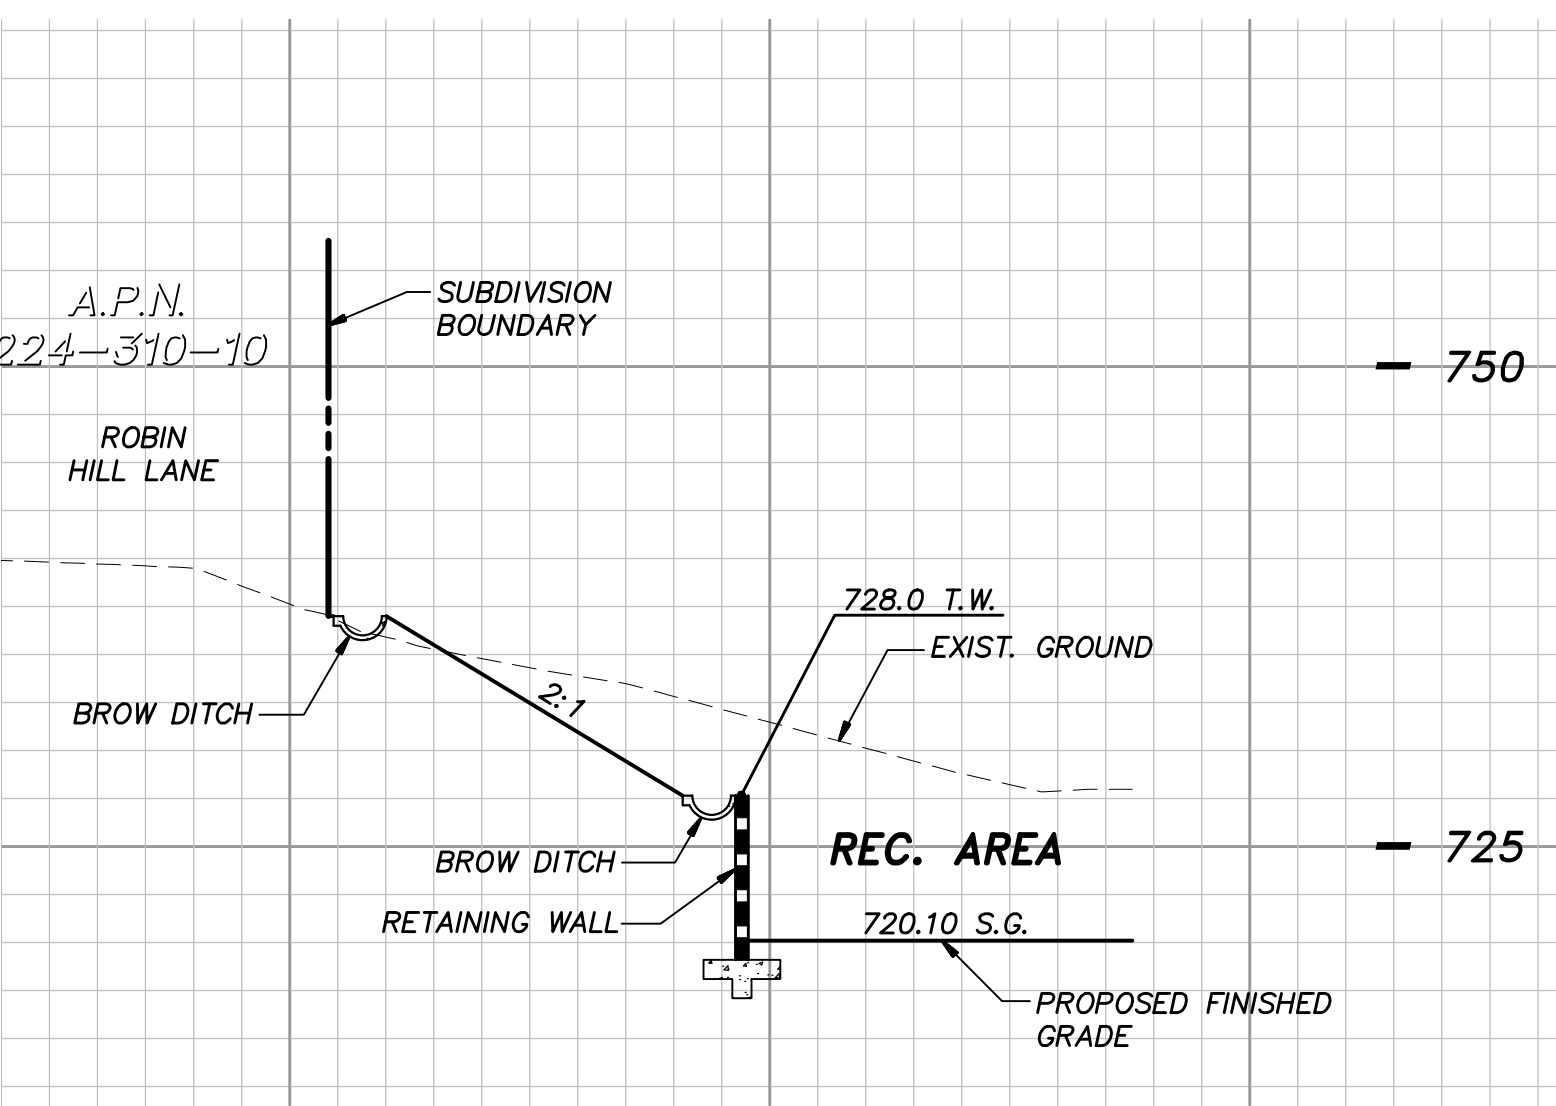 SUBDIVISION
BOUNDARY
A.P.N.
224-310-10
750
ROBIN
HILL LANE
728.0 T.W.
EXIST. GROUND
2:1
BROW DITCH
REC. AREA
725
BROW DITCH
RETAINING WALL
720.10 S.G.
PROPOSED FINISHED
GRADE